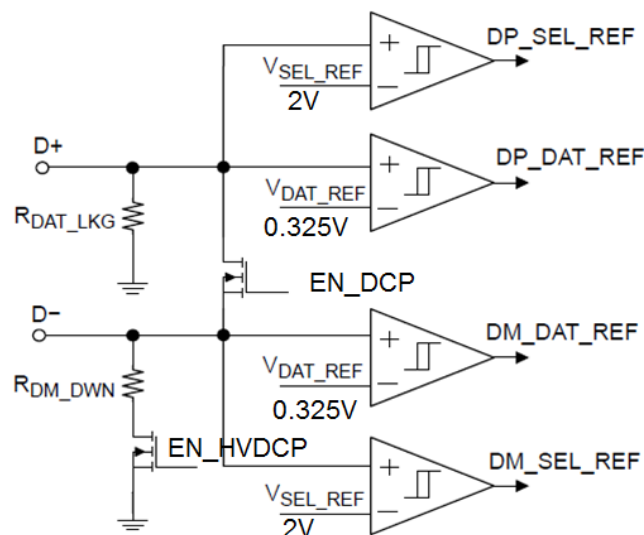 DP_SEL_REF
+
VSEL_REF
−
2V
D+
DP_DAT_REF
+
VDAT_REF
−
RDAT_LKG
0.325V
EN_DCP
D−
DM_DAT_REF
+
VDAT_REF
−
RDM_DWN
0.325V
EN_HVDCP
DM_SEL_REF
+
VSEL_REF
−
2V